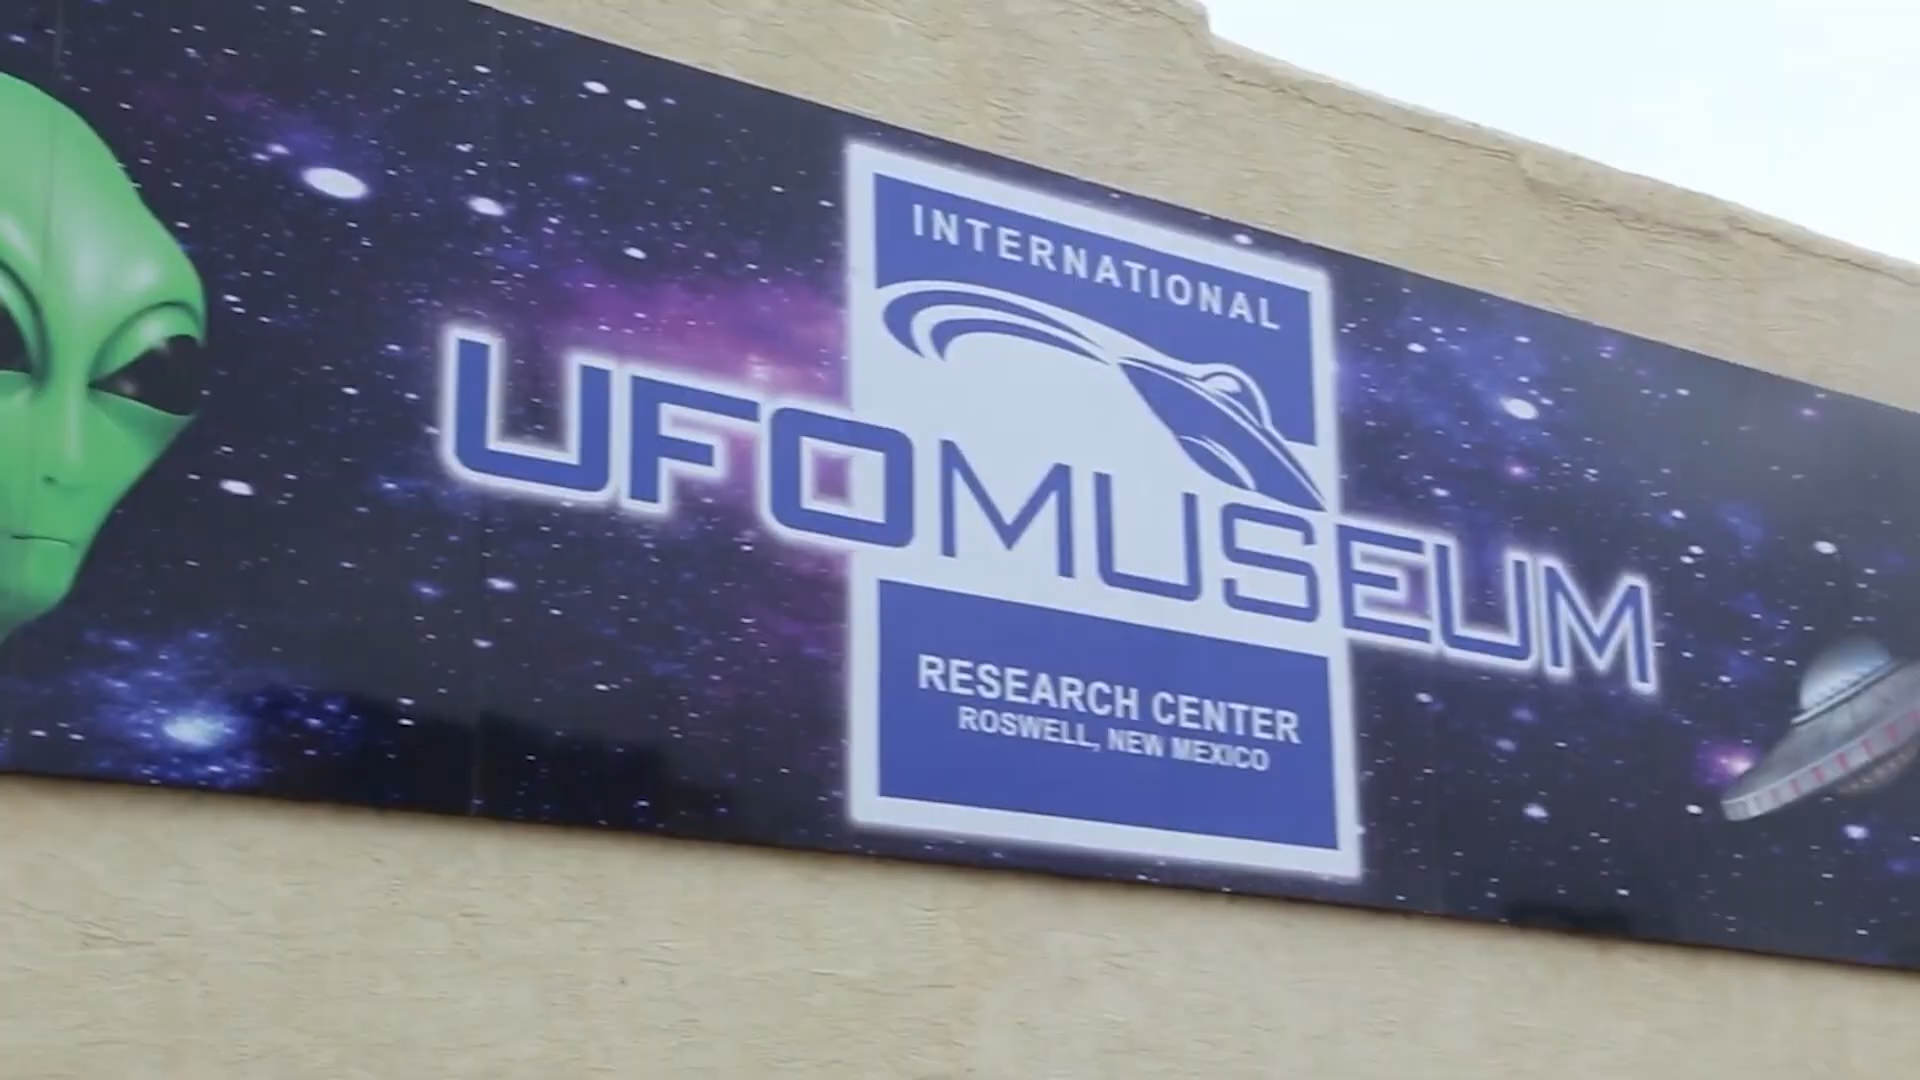 INTERNATIONAL
UFOMUSEUM
RESEARCH CENTER
ROSWELL, NEW MEXICO